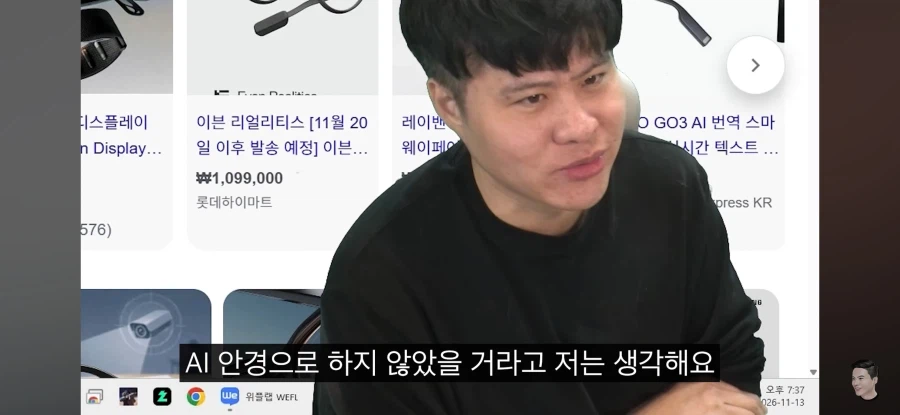 디스플레이
n Display...
576)
이븐 리얼리티스 [11월 20
일 이후 발송 예정] 이븐...
₩1,099,000
롯데하이마트
레이벤
웨이페
O GO3 AI 번역 스마
시간 텍스트 ...
press KR
AI 안경으로 하지 않았을 거라고 저는 생각해요
위플랩 WEFL
오후 7:37
026-11-13